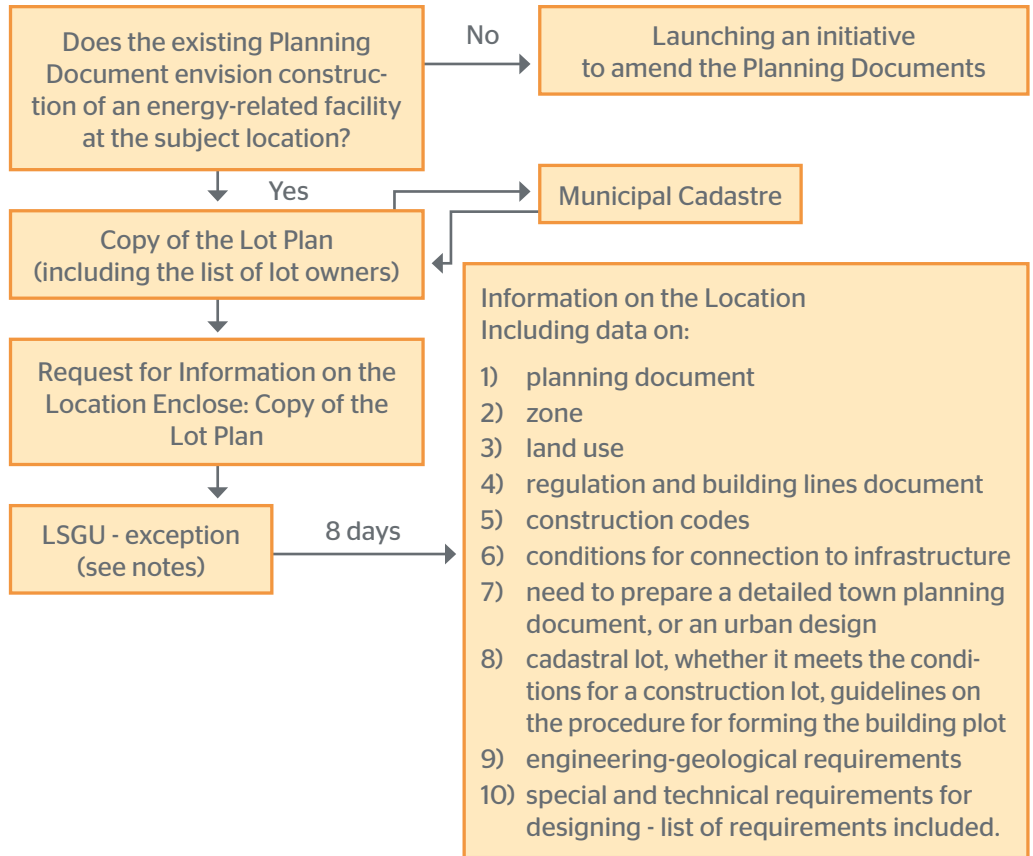 Does the existing Planning
Document envision construc-
tion of an energy-related facility
at the subject location?
No
Launching an initiative
to amend the Planning Documents
Yes
Municipal Cadastre
Copy of the Lot Plan
(including the list of lot owners)
Request for Information on the
Location Enclose: Copy of the
Lot Plan
LSGU - exception
(see notes)
8 days
Information on the Location
Including data on:
1) planning document
2) zone
3) land use
4) regulation and building lines document
5) construction codes
6) conditions for connection to infrastructure
7) need to prepare a detailed town planning
document, or an urban design
8) cadastral lot, whether it meets the condi-
tions for a construction lot, guidelines on
the procedure for forming the building plot
9) engineering-geological requirements
10) special and technical requirements for
designing - list of requirements included.